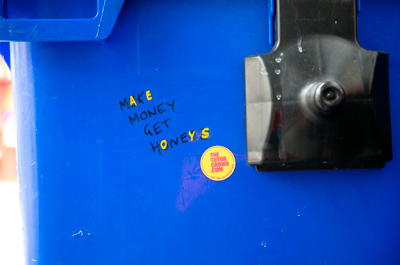 MAKE
MONEY
GET
HONEYS
THE
TUTOR
CROWD
.COM